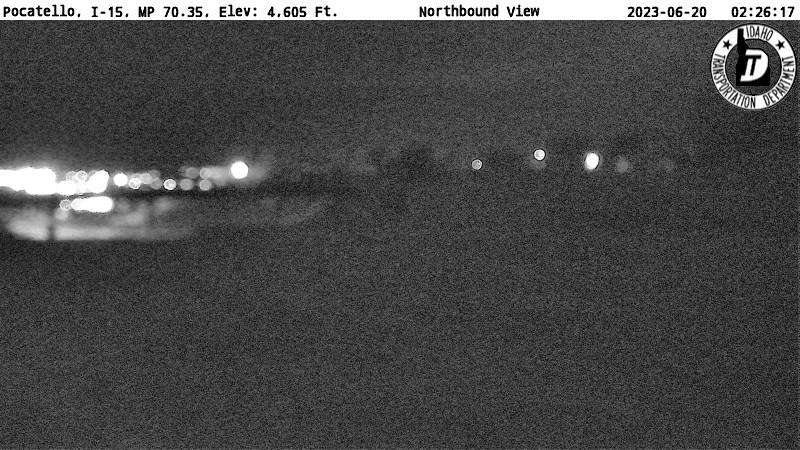 Pocatello, I-15, MP 70.35, Elev: 4,605 Ft. Northbound View 2023-06-20 02:26:17
IDAHO
TRANSPORTATION DEPARTMENT